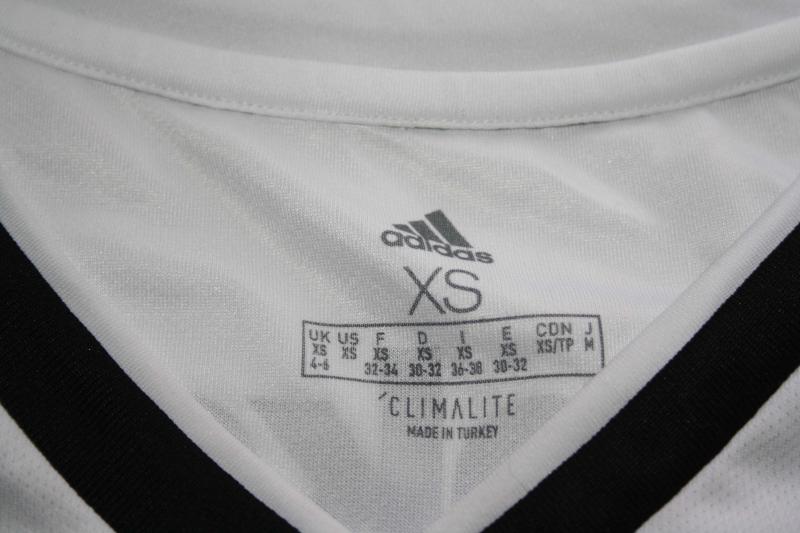 adidas
XS
UK US F D I E CDN J
XS XS XS XS XS XS XS/TP M
4-6 32-34 30-32 36-38 30-32
CLIMALITE
MADE IN TURKEY